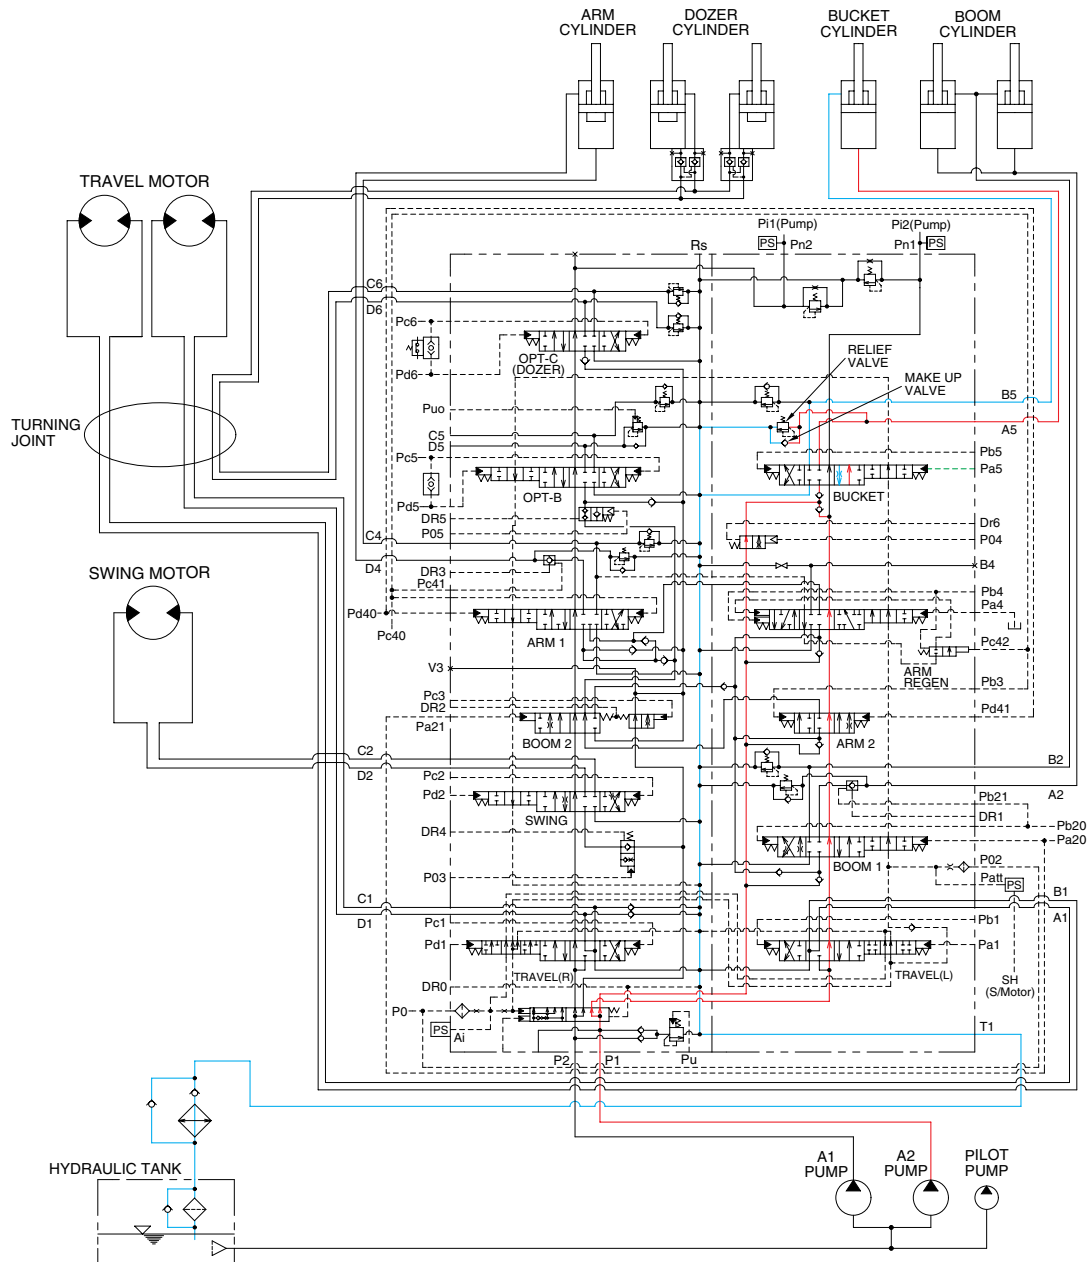 ARM
CYLINDER
DOZER
CYLINDER
BUCKET
CYLINDER
BOOM
CYLINDER
TRAVEL MOTOR
Pi1(Pump)
Pi2(Pump)
PS
Pn2
Pn1
PS
Rs
C6
D6
Pc6
Pd6
OPT-C
(DOZER)
RELIEF
VALVE
MAKE UP
VALVE
TURNING
JOINT
Puo
C5
D5
Pc5
Pd5
OPT-B
DR5
P05
B5
A5
Pb5
Pa5
BUCKET
Dr6
P04
C4
D4
DR3
Pc41
Pd40
Pc40
ARM 1
B4
Pb4
Pa4
Pc42
ARM
REGEN
SWING MOTOR
V3
Pc3
DR2
Pa21
BOOM 2
Pb3
Pd41
ARM 2
C2
D2
Pc2
Pd2
SWING
B2
A2
Pb21
DR1
Pb20
Pa20
DR4
P03
BOOM 1
P02
Patt
PS
C1
D1
Pc1
Pd1
TRAVEL(R)
B1
A1
Pb1
Pa1
TRAVEL(L)
SH
(S/Motor)
DR0
P0
PS
Ai
P2
P1
Pu
T1
HYDRAULIC TANK
A1
PUMP
A2
PUMP
PILOT
PUMP